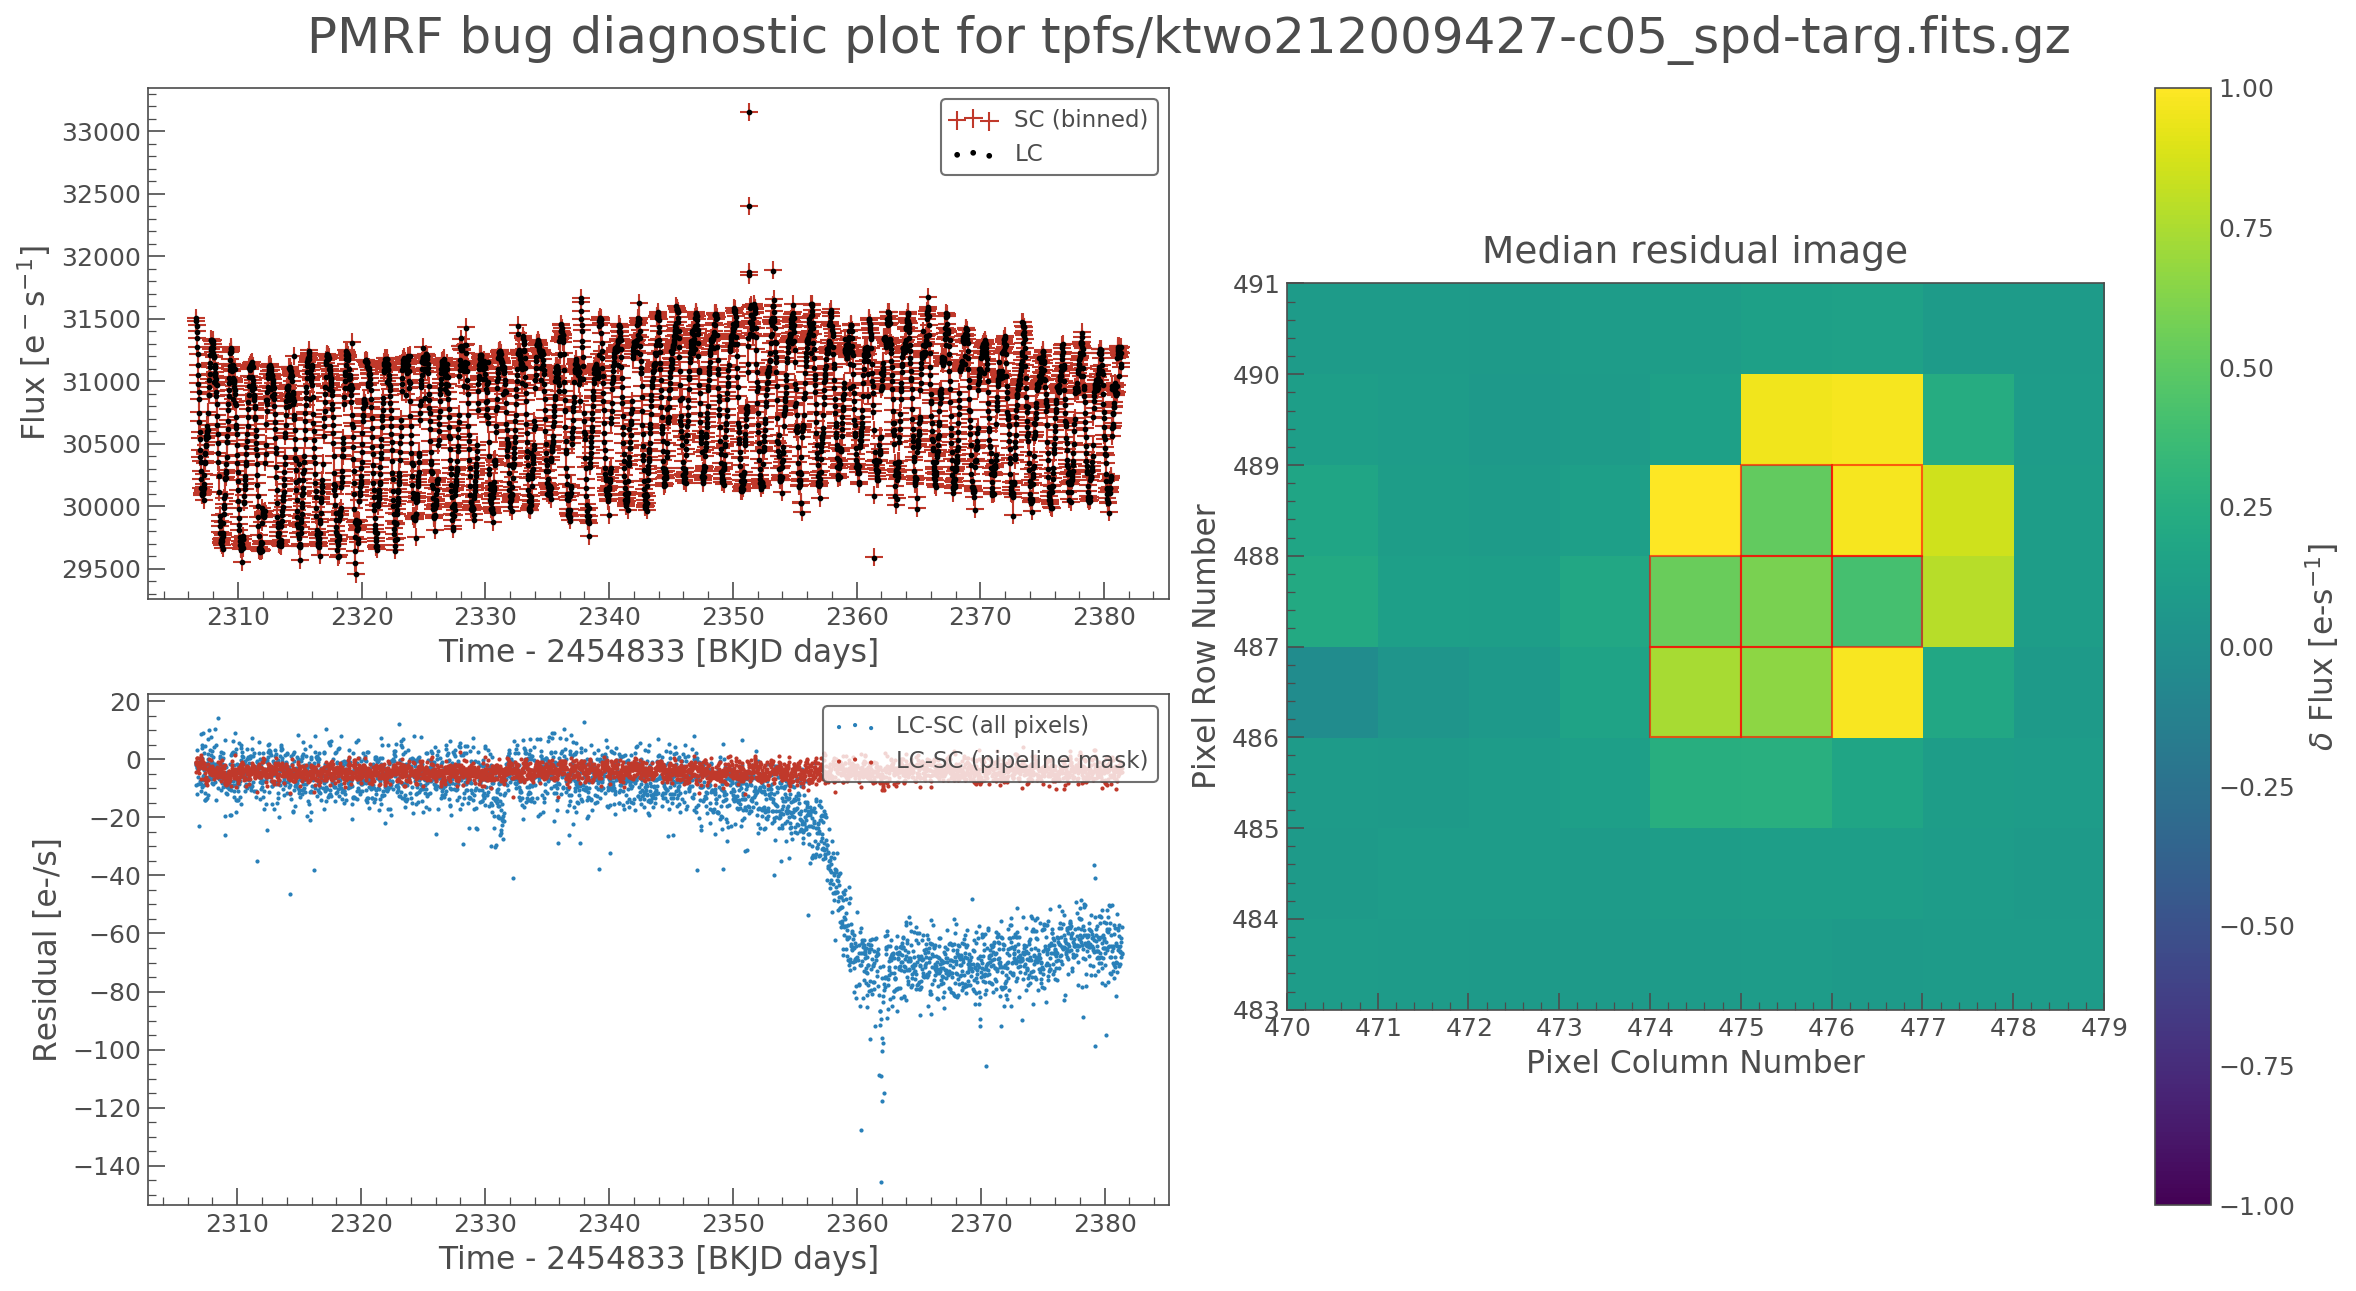 PMRF bug diagnostic plot for tpfs/ktwo212009427-c05_spd-targ.fits.gz
33000
32500
32000
31500
31000
30500
30000
29500
Flux [e⁻ s⁻¹]
SC (binned)
LC
2310 2320 2330 2340 2350 2360 2370 2380
Time - 2454833 [BKJD days]
20
0
−20
−40
−60
−80
−100
−120
−140
Residual [e-/s]
LC-SC (all pixels)
LC-SC (pipeline mask)
2310 2320 2330 2340 2350 2360 2370 2380
Time - 2454833 [BKJD days]
Median residual image
491
490
489
488
487
486
485
484
483
Pixel Row Number
470 471 472 473 474 475 476 477 478 479
Pixel Column Number
1.00
0.75
0.50
0.25
0.00
−0.25
−0.50
−0.75
−1.00
δ Flux [e-s⁻¹]